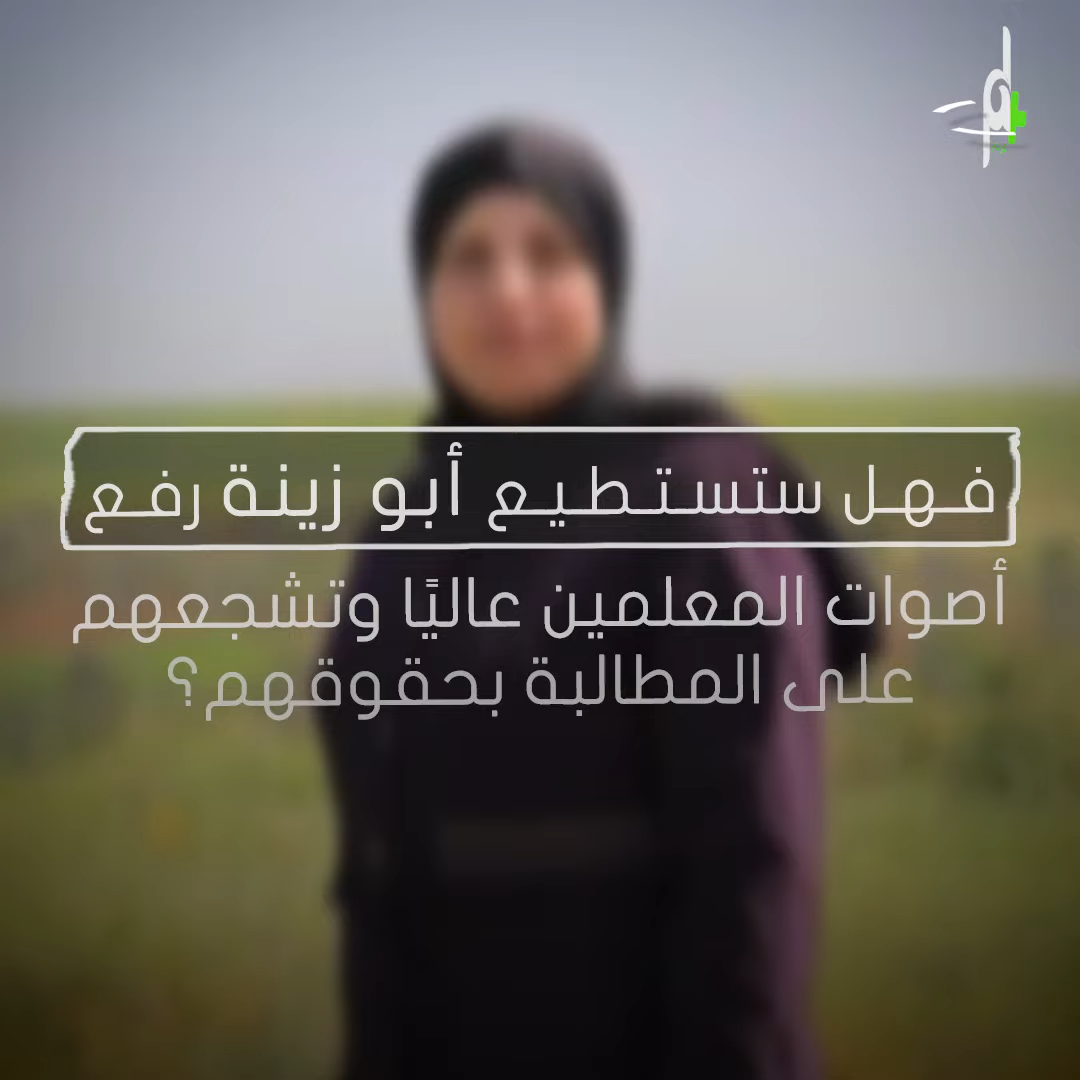 فهل ستستطيع أبو زينة رفع
أصوات المعلمين عاليًا وتشجعهم
على المطالبة بحقوقهم؟